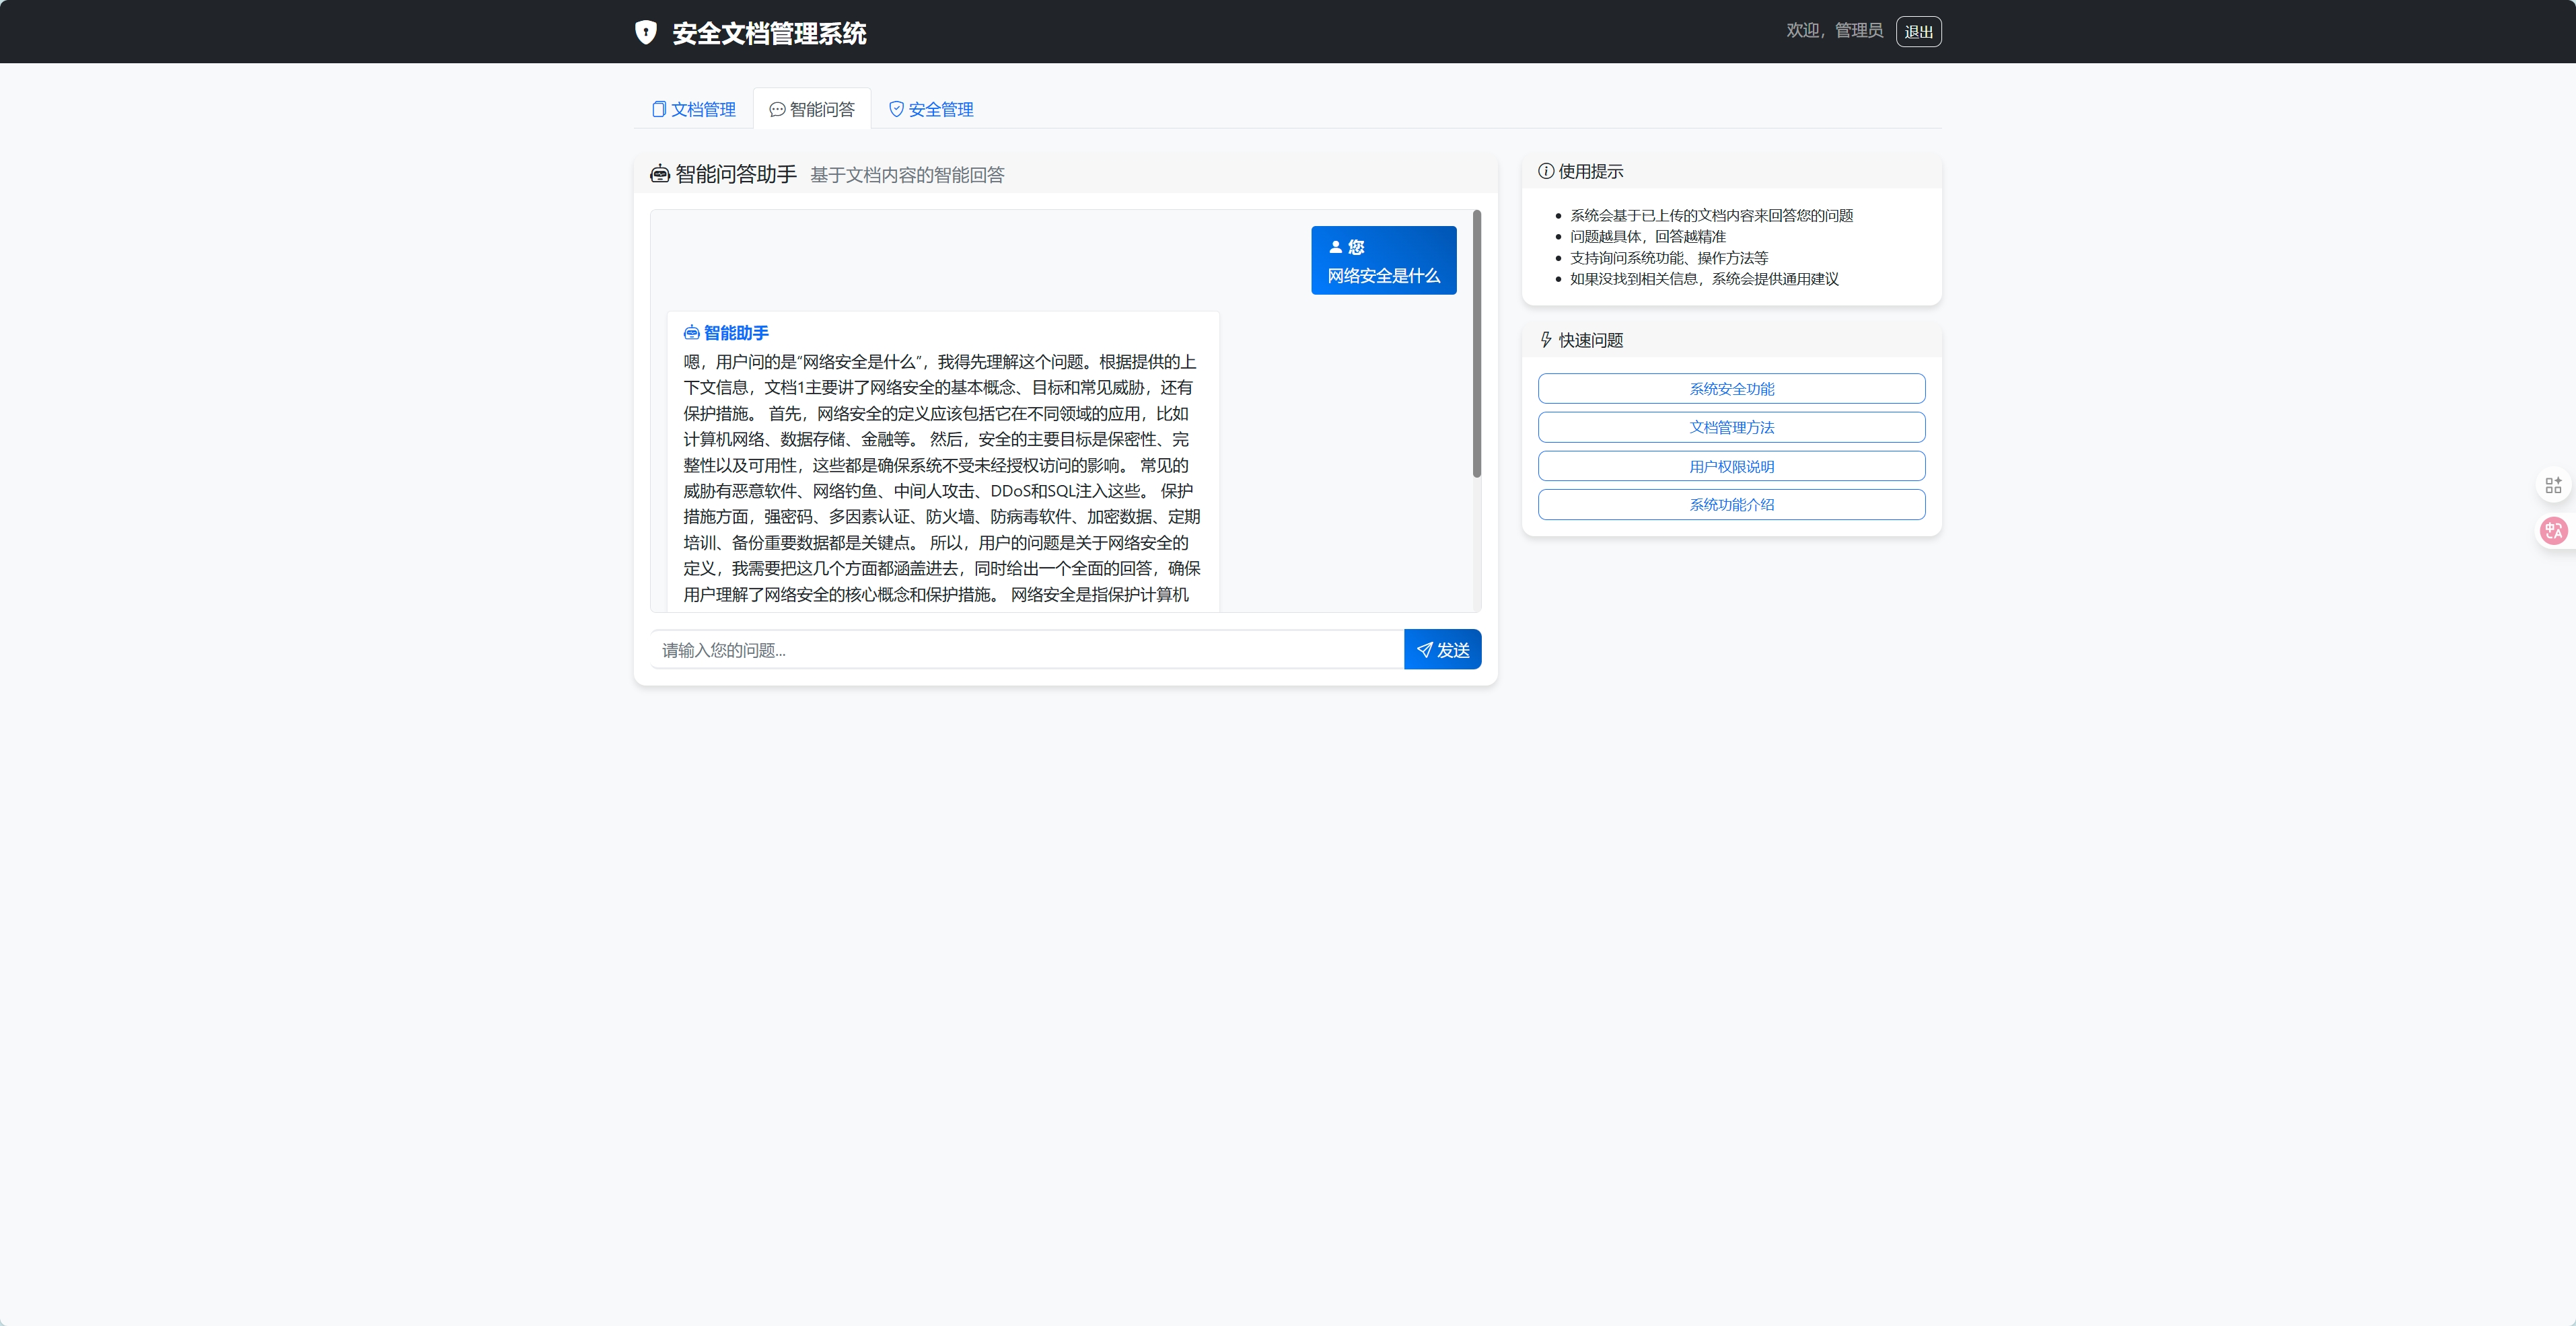 安全文档管理系统
欢迎，管理员
退出
文档管理
智能问答
安全管理
智能问答助手 基于文档内容的智能回答
您
网络安全是什么
智能助手
嗯，用户问的是“网络安全是什么”，我得先理解这个问题。根据提供的上
下文信息，文档1主要讲了网络安全的基本概念、目标和常见威胁，还有
保护措施。 首先，网络安全的定义应该包括它在不同领域的应用，比如
计算机网络、数据存储、金融等。 然后，安全的主要目标是保密性、完
整性以及可用性，这些都是确保系统不受未经授权访问的影响。 常见的
威胁有恶意软件、网络钓鱼、中间人攻击、DDoS和SQL注入这些。 保护
措施方面，强密码、多因素认证、防火墙、防病毒软件、加密数据、定期
培训、备份重要数据都是关键点。 所以，用户的问题是关于网络安全的
定义，我需要把这几个方面都涵盖进去，同时给出一个全面的回答，确保
用户理解了网络安全的核心概念和保护措施。 网络安全是指保护计算机
请输入您的问题...
发送
使用提示
系统会基于已上传的文档内容来回答您的问题
问题越具体，回答越精准
支持询问系统功能、操作方法等
如果没找到相关信息，系统会提供通用建议
快速问题
系统安全功能
文档管理方法
用户权限说明
系统功能介绍
中A